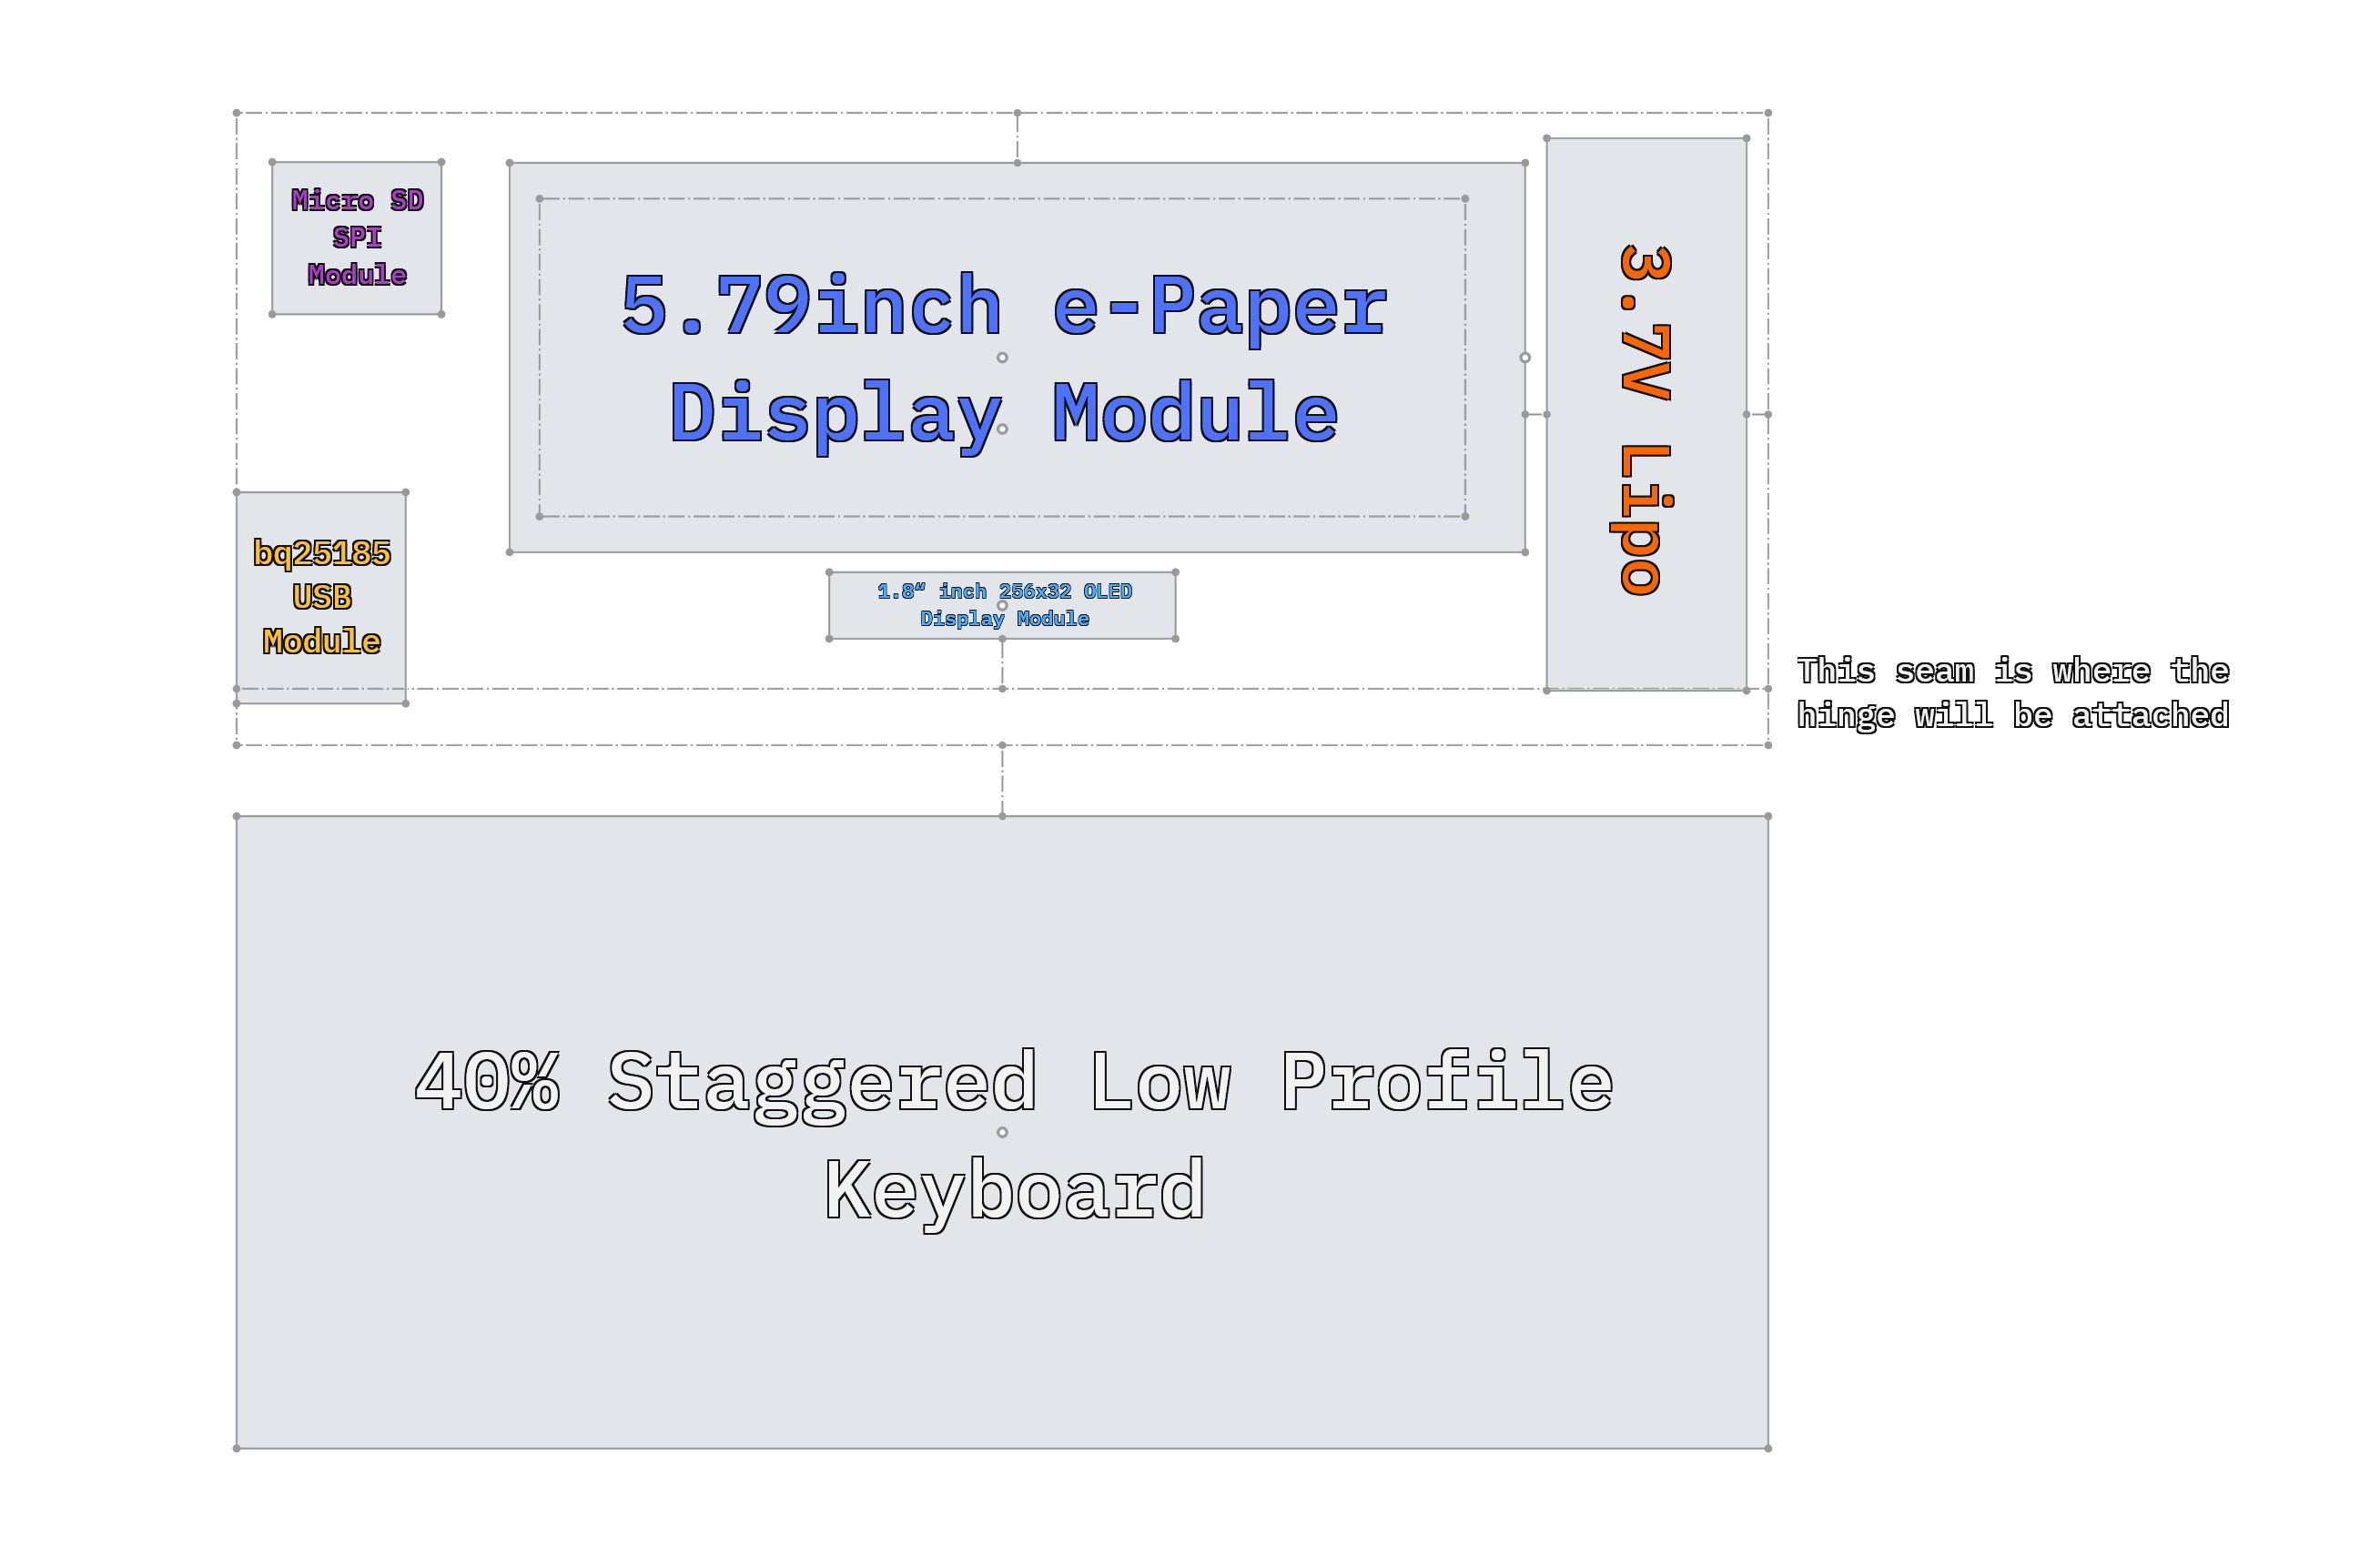 Micro SD
SPI
Module
5.79inch e-Paper
Display Module
3.7V Lipo
bq25185
USB
Module
1.8“ inch 256x32 OLED
Display Module
This seam is where the
hinge will be attached
40% Staggered Low Profile
Keyboard